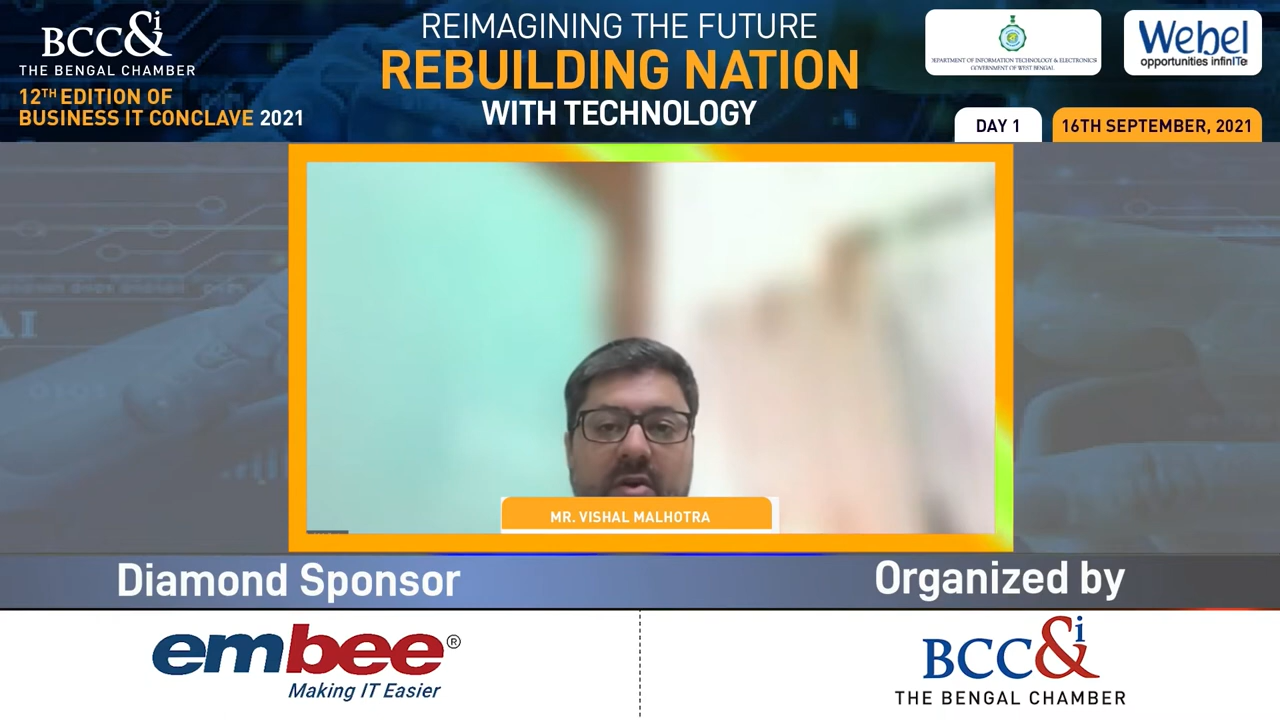 BCC&i
THE BENGAL CHAMBER
12TH EDITION OF
BUSINESS IT CONCLAVE 2021
REIMAGINING THE FUTURE
REBUILDING NATION
WITH TECHNOLOGY
DEPARTMENT OF INFORMATION TECHNOLOGY & ELECTRONICS
GOVERNMENT OF WEST BENGAL
Webel
opportunities infinITe
DAY 1
16TH SEPTEMBER, 2021
AI
MR. VISHAL MALHOTRA
Diamond Sponsor
Organized by
embee®
Making IT Easier
BCC&i
THE BENGAL CHAMBER